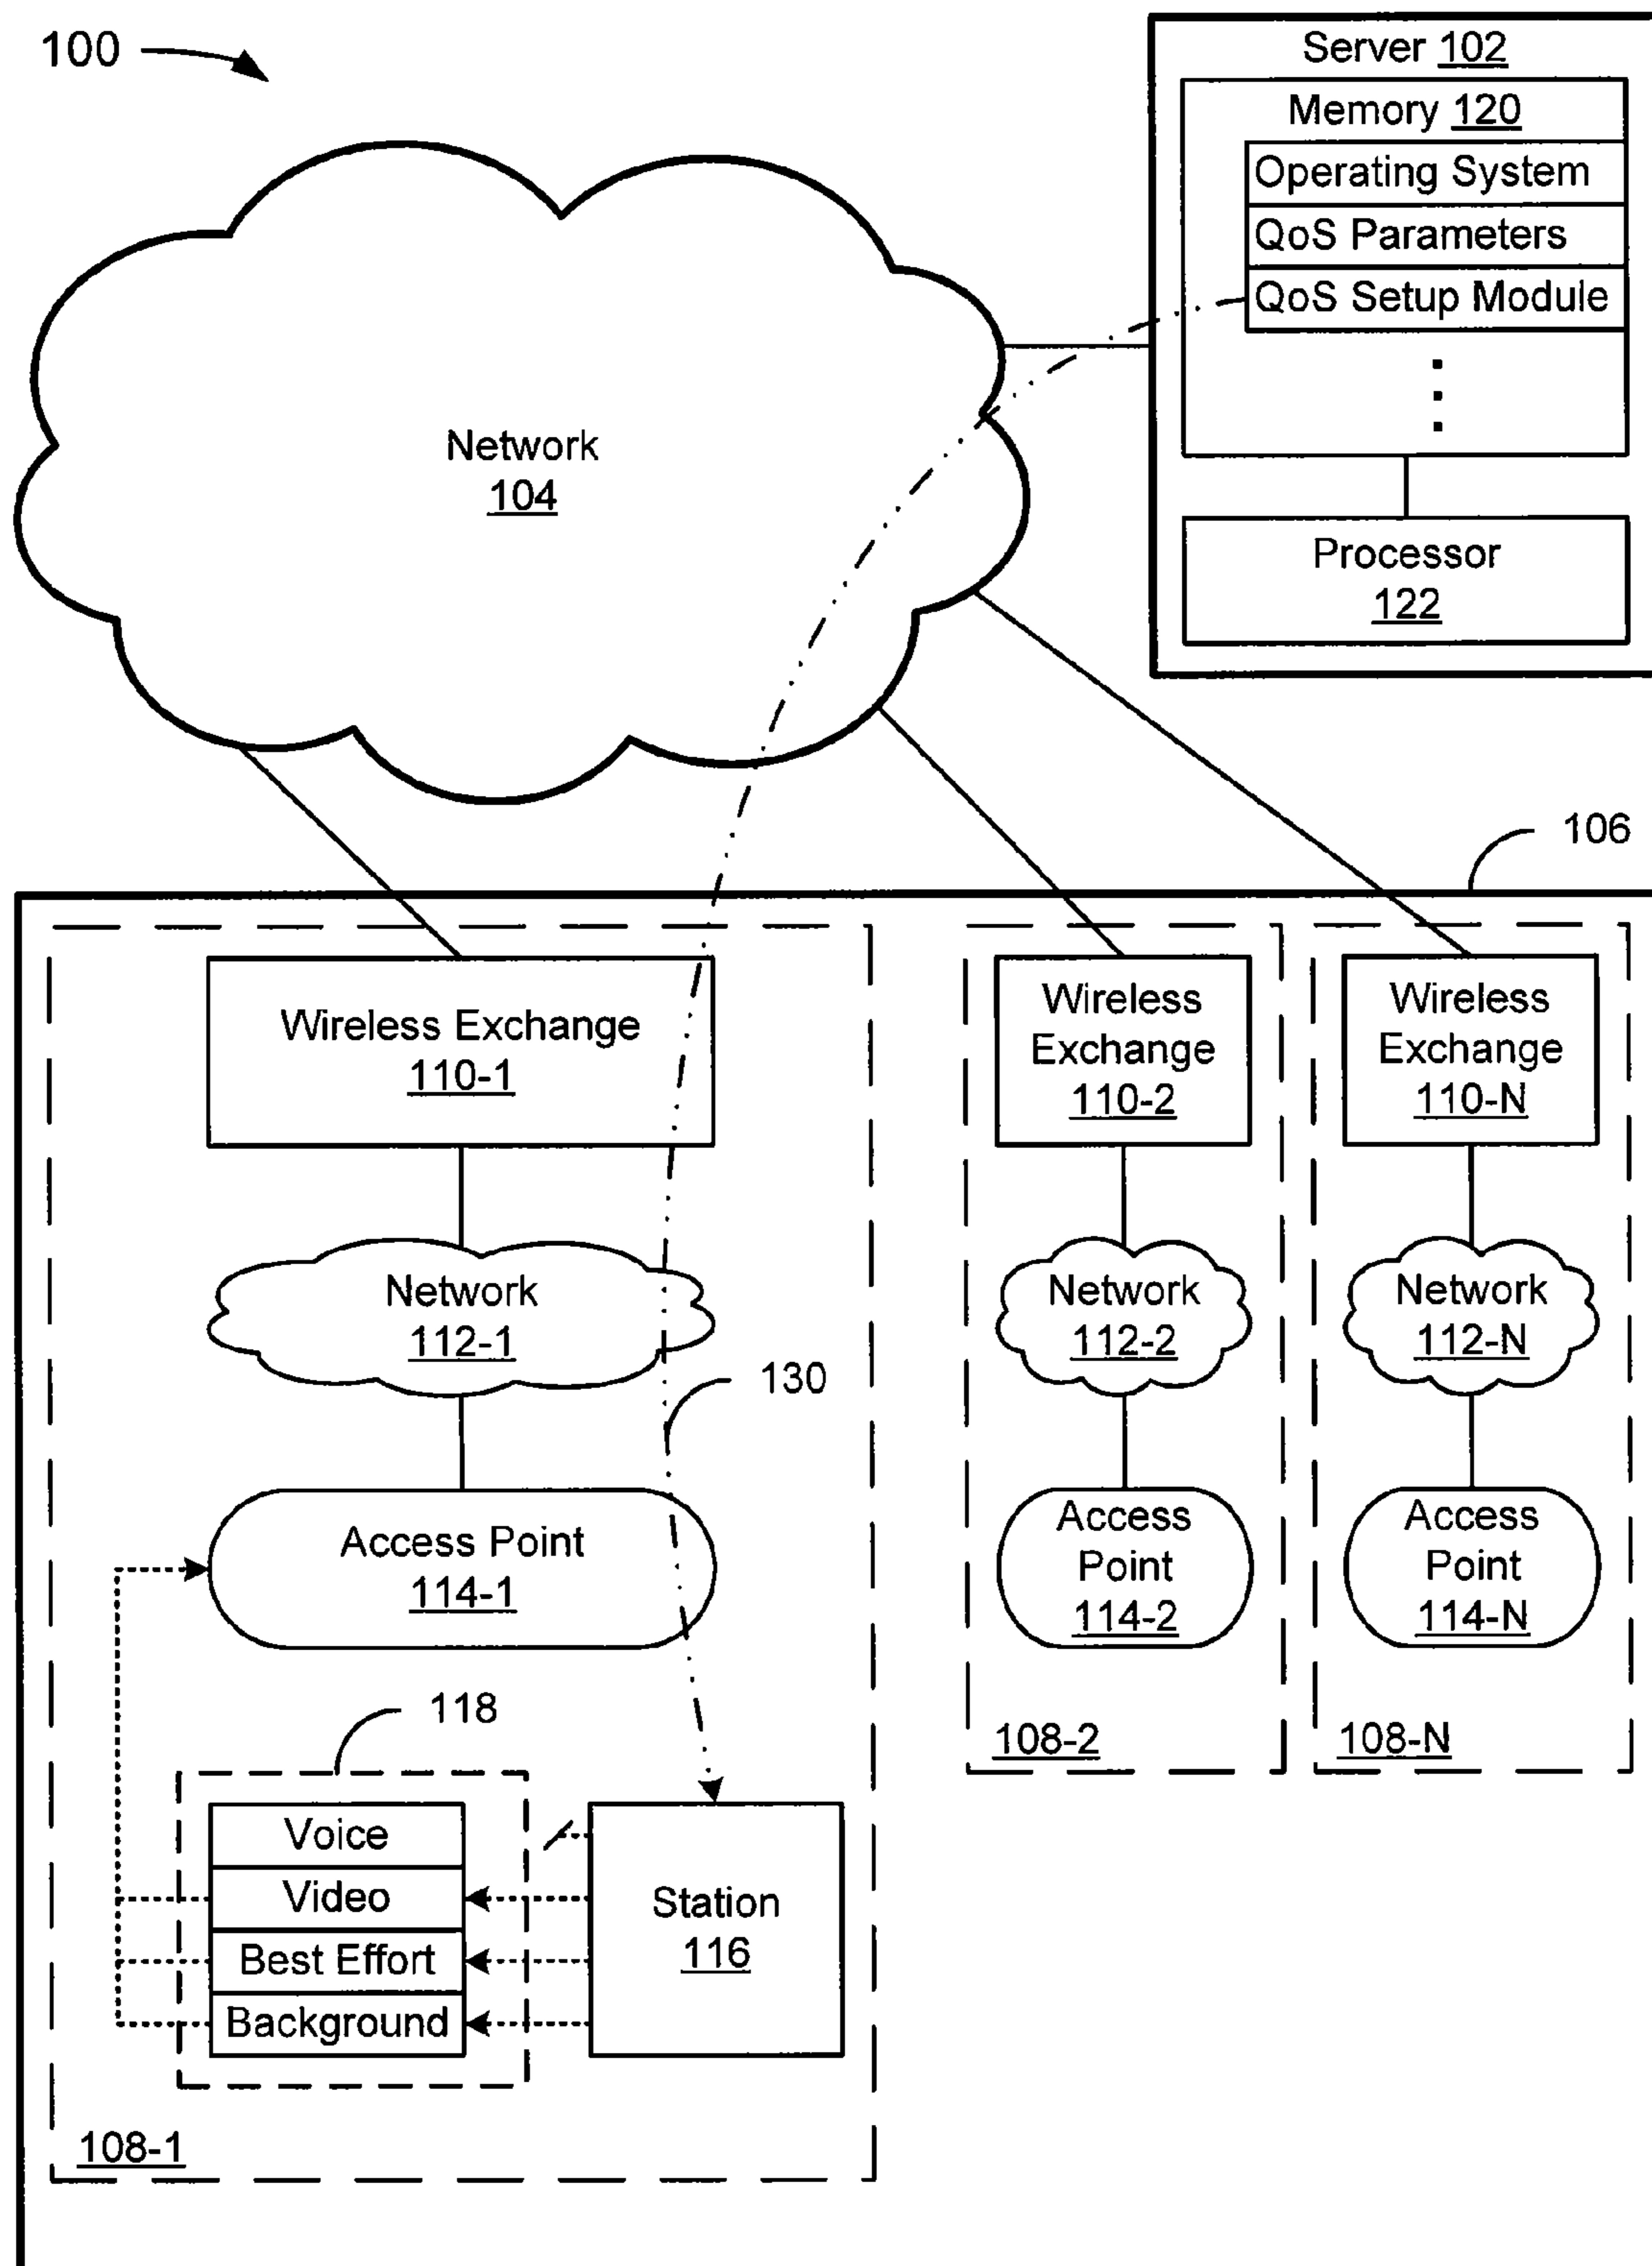 100
Server 102
Memory 120
Operating System
QoS Parameters
QoS Setup Module
Network
104
Processor
122
106
Wireless Exchange
110-1
Wireless
Exchange
110-2
Wireless
Exchange
110-N
Network
112-1
Network
112-2
Network
112-N
130
Access Point
114-1
Access
Point
114-2
Access
Point
114-N
118
108-2
108-N
Voice
Video
Best Effort
Background
Station
116
108-1